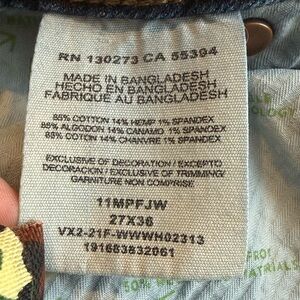 RN 130273 CA 55394
MADE IN BANGLADESH
HECHO EN BANGLADESH
FABRIQUÉ AU BANGLADESH
85% COTTON 14% HEMP 1% SPANDEX
85% ALGODON 14% CANAMO 1% SPANDEX
85% COTON 14% CHANVRE 1% SPANDEX
EXCLUSIVE OF DECORATION / EXCEPTO
DECORACION / EXCLUSIVE OF TRIMMING/
GARNITURE NON COMPRISE
11MPFJW
27X36
VX2-21F-WWWH02313
191683832061